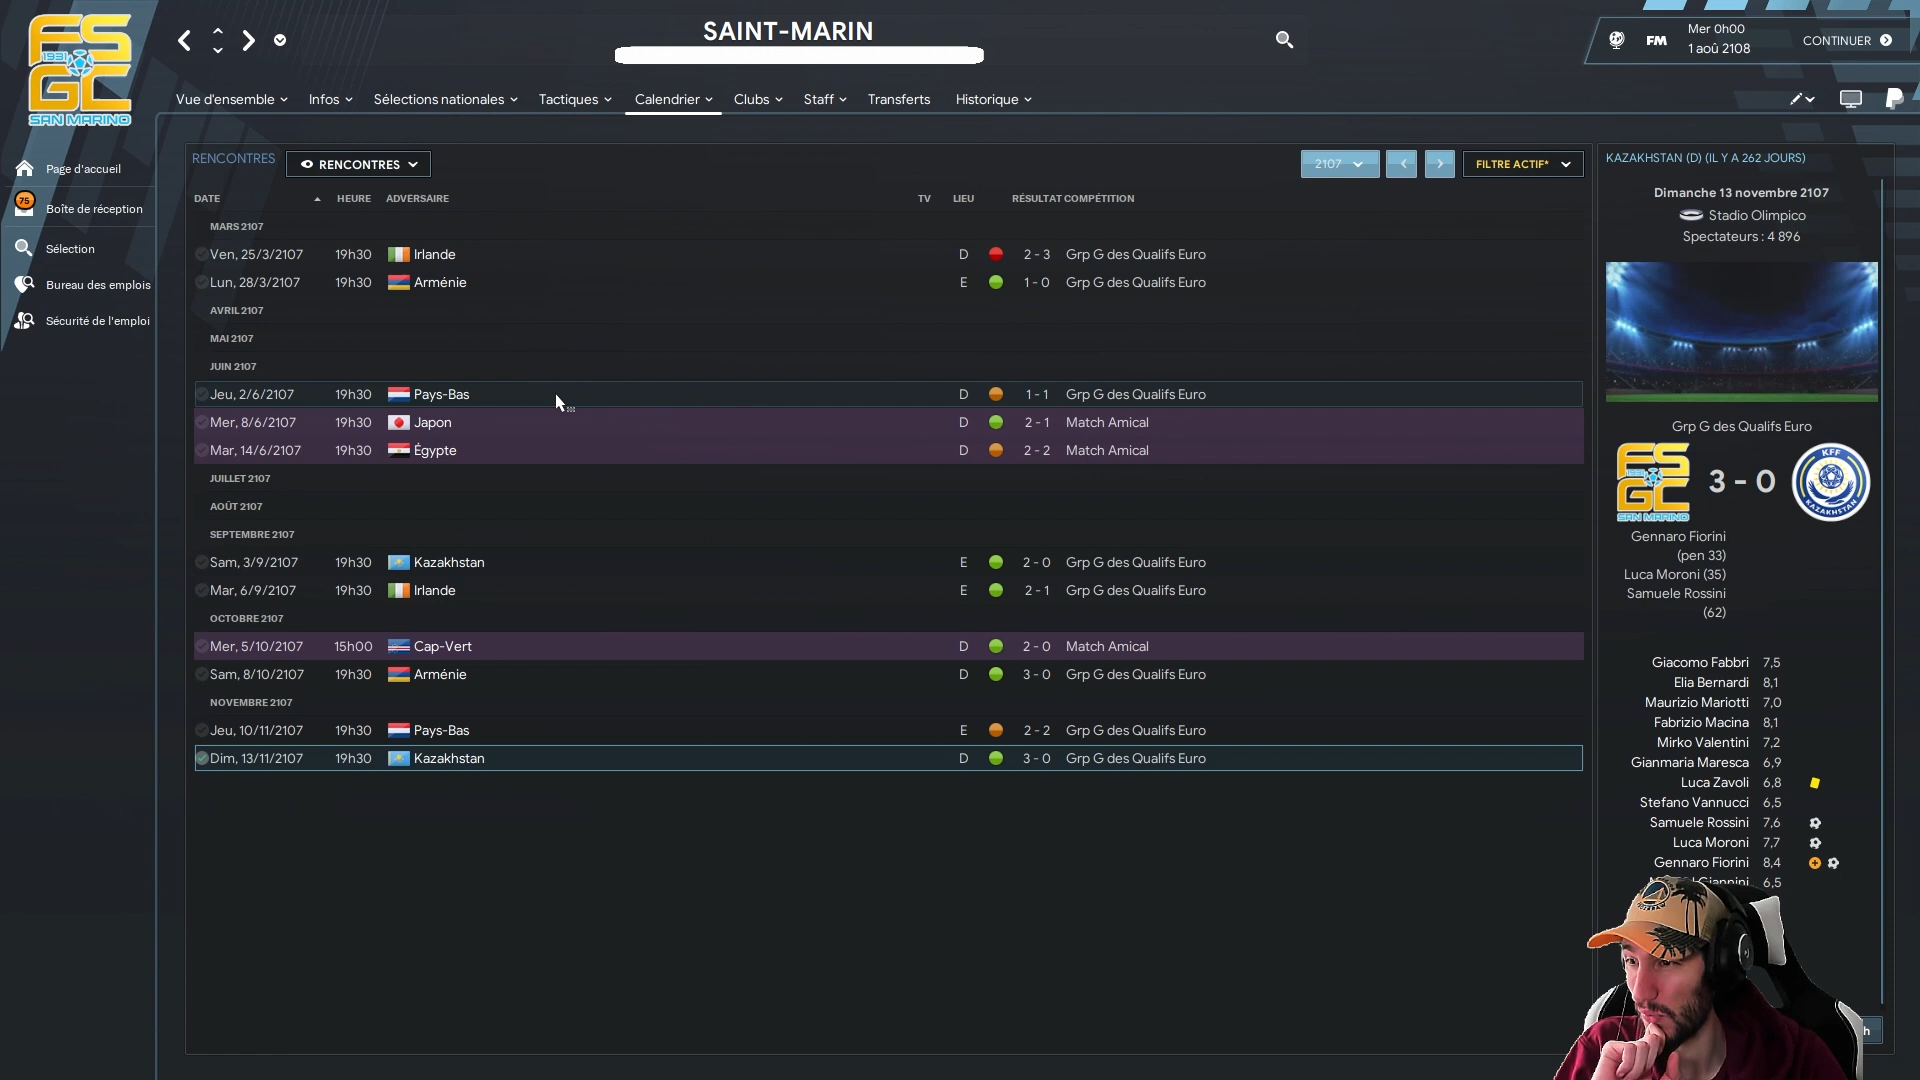 FSGC
1931
SAN MARINO
SAINT-MARIN
Mer 0h00
1 aoû 2108
FM
CONTINUER
Vue d'ensemble
Infos
Sélections nationales
Tactiques
Calendrier
Clubs
Staff
Transferts
Historique
Page d'accueil
75
Boîte de réception
Sélection
Bureau des emplois
Sécurité de l'emploi
RENCONTRES
RENCONTRES
2107
FILTRE ACTIF*
DATE HEURE ADVERSAIRE TV LIEU RÉSULTAT COMPÉTITION
MARS 2107
Ven, 25/3/2107 19h30 Irlande D 2 - 3 Grp G des Qualifs Euro
Lun, 28/3/2107 19h30 Arménie E 1 - 0 Grp G des Qualifs Euro
AVRIL 2107
MAI 2107
JUIN 2107
Jeu, 2/6/2107 19h30 Pays-Bas D 1 - 1 Grp G des Qualifs Euro
Mer, 8/6/2107 19h30 Japon D 2 - 1 Match Amical
Mar, 14/6/2107 19h30 Égypte D 2 - 2 Match Amical
JUILLET 2107
AOÛT 2107
SEPTEMBRE 2107
Sam, 3/9/2107 19h30 Kazakhstan E 2 - 0 Grp G des Qualifs Euro
Mar, 6/9/2107 19h30 Irlande E 2 - 1 Grp G des Qualifs Euro
OCTOBRE 2107
Mer, 5/10/2107 15h00 Cap-Vert D 2 - 0 Match Amical
Sam, 8/10/2107 19h30 Arménie D 3 - 0 Grp G des Qualifs Euro
NOVEMBRE 2107
Jeu, 10/11/2107 19h30 Pays-Bas E 2 - 2 Grp G des Qualifs Euro
Dim, 13/11/2107 19h30 Kazakhstan D 3 - 0 Grp G des Qualifs Euro
KAZAKHSTAN (D) (IL Y A 262 JOURS)
Dimanche 13 novembre 2107
Stadio Olimpico
Spectateurs : 4 896
Grp G des Qualifs Euro
FSGC
SAN MARINO
3 - 0
KFF
KAZAKHSTAN
Gennaro Fiorini
(pen 33)
Luca Moroni (35)
Samuele Rossini
(62)
Giacomo Fabbri 7,5
Elia Bernardi 8,1
Maurizio Mariotti 7,0
Fabrizio Macina 8,1
Mirko Valentini 7,2
Gianmaria Maresca 6,9
Luca Zavoli 6,8
Stefano Vannucci 6,5
Samuele Rossini 7,6
Luca Moroni 7,7
Gennaro Fiorini 8,4
Giannini 6,5